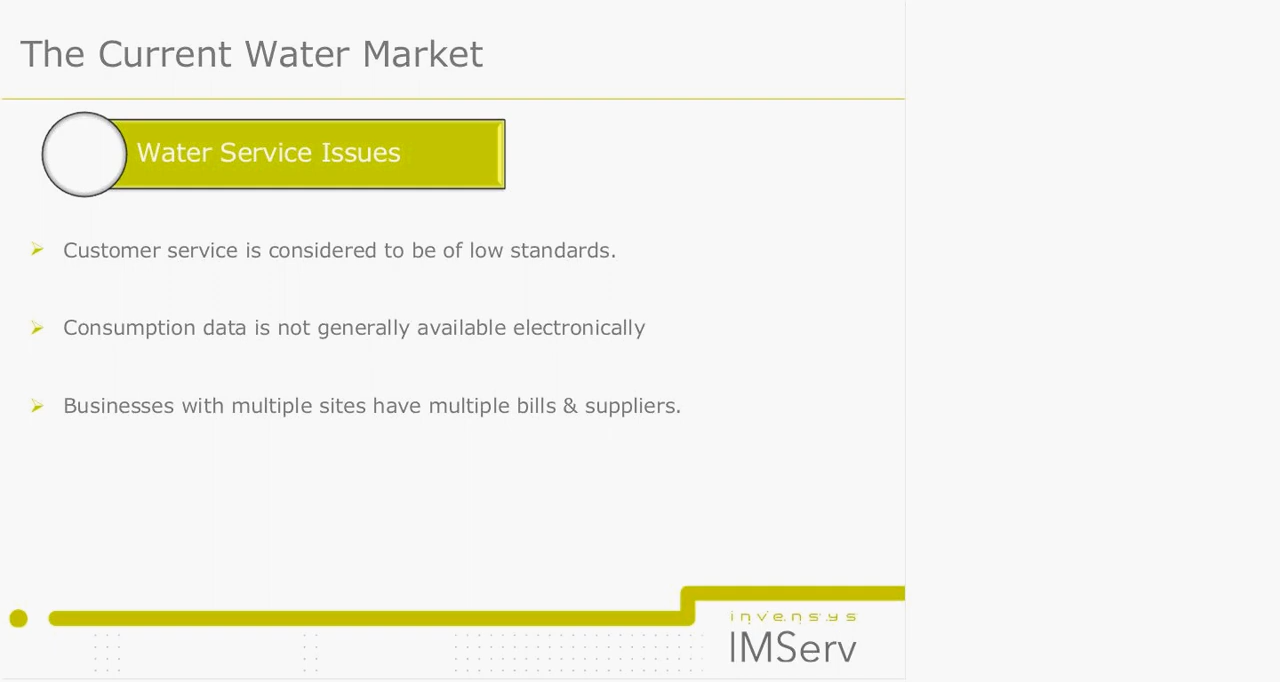 The Current Water Market
Water Service Issues
Customer service is considered to be of low standards.
Consumption data is not generally available electronically
Businesses with multiple sites have multiple bills & suppliers.
invensys
IMServ